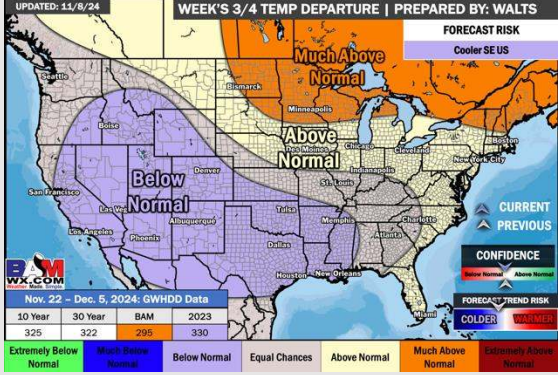 UPDATED: 11/8/24
WEEK'S 3/4 TEMP DEPARTURE | PREPARED BY: WALTS
FORECAST RISK
Cooler SE US
Much Above
Normal
Seattle
Bismarck
Minneapolis
Boise
Above
Normal
Des Moines
Chicago
Cleveland
Boston
New York City
Indianapolis
Denver
St. Louis
San Francisco
Below
Normal
Las Vegas
Tulsa
Memphis
Charlotte
Los Angeles
Albuquerque
Phoenix
Atlanta
Dallas
CURRENT
PREVIOUS
Houston
New Orleans
Miami
CONFIDENCE
Below Normal
Above Normal
BAM
WX.COM
Weather Made Simple
FORECAST TREND RISK
COLDER
WARMER
Nov. 22 – Dec. 5, 2024: GWHDD Data
10 Year 30 Year BAM 2023
325 322 295 330
Extremely Below
Normal
Much Below
Normal
Below Normal
Equal Chances
Above Normal
Much Above
Normal
Extremely Above
Normal